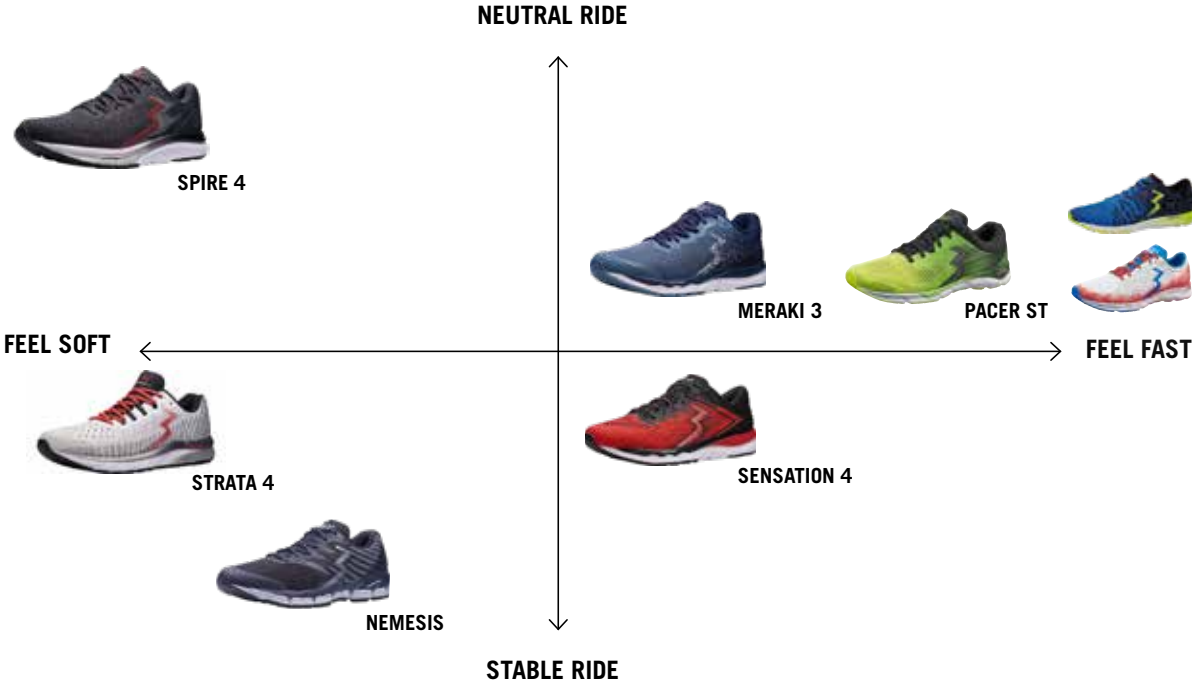 NEUTRAL RIDE
SPIRE 4
MERAKI 3
PACER ST
FEEL SOFT
FEEL FAST
STRATA 4
SENSATION 4
NEMESIS
STABLE RIDE